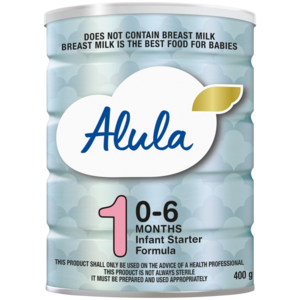 DOES NOT CONTAIN BREAST MILK
BREAST MILK IS THE BEST FOOD FOR BABIES
Alula
1
0-6
MONTHS
Infant Starter
Formula
THIS PRODUCT SHALL ONLY BE USED ON THE ADVICE OF A HEALTH PROFESSIONAL
THIS PRODUCT IS NOT ALWAYS STERILE
IT MUST BE PREPARED AND USED APPROPRIATELY
400 g